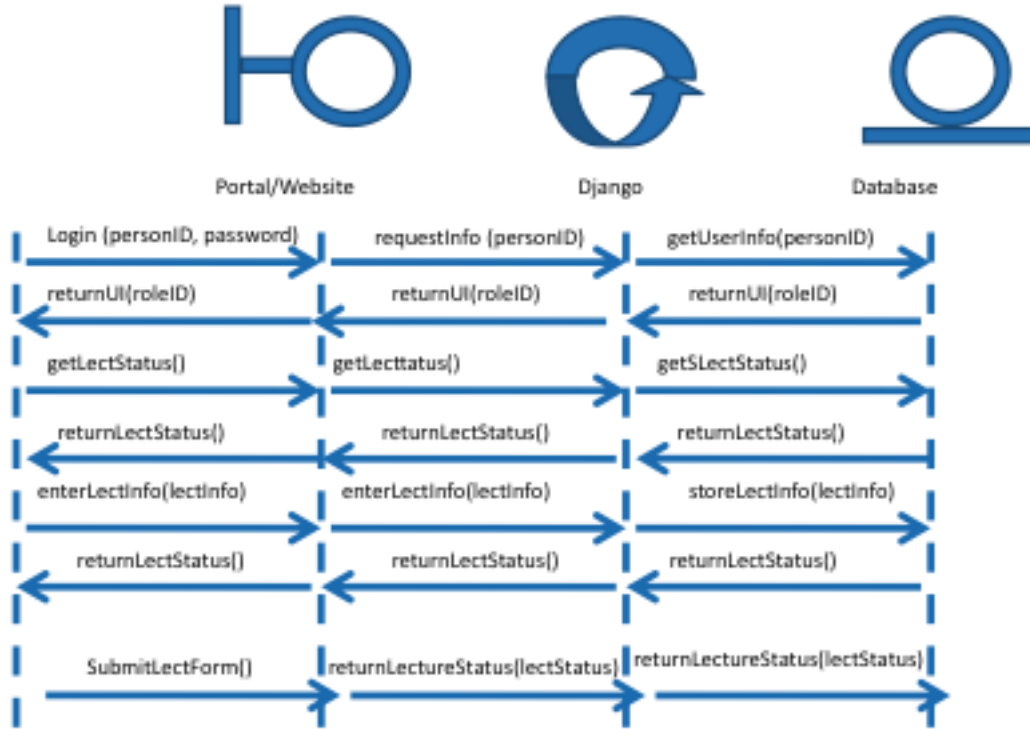 Portal/Website Django Database
Login (personID, password) requestInfo (personID) getUserInfo(personID)
returnUI(roleID) returnUI(roleID) returnUI(roleID)
getLectStatus() getLecttatus() getSLectStatus()
returnLectStatus() returnLectStatus() returnLectStatus()
enterLectInfo(lectInfo) enterLectInfo(lectInfo) storeLectInfo(lectInfo)
returnLectStatus() returnLectStatus() returnLectStatus()
SubmitLectForm() returnLectureStatus(lectStatus) returnLectureStatus(lectStatus)